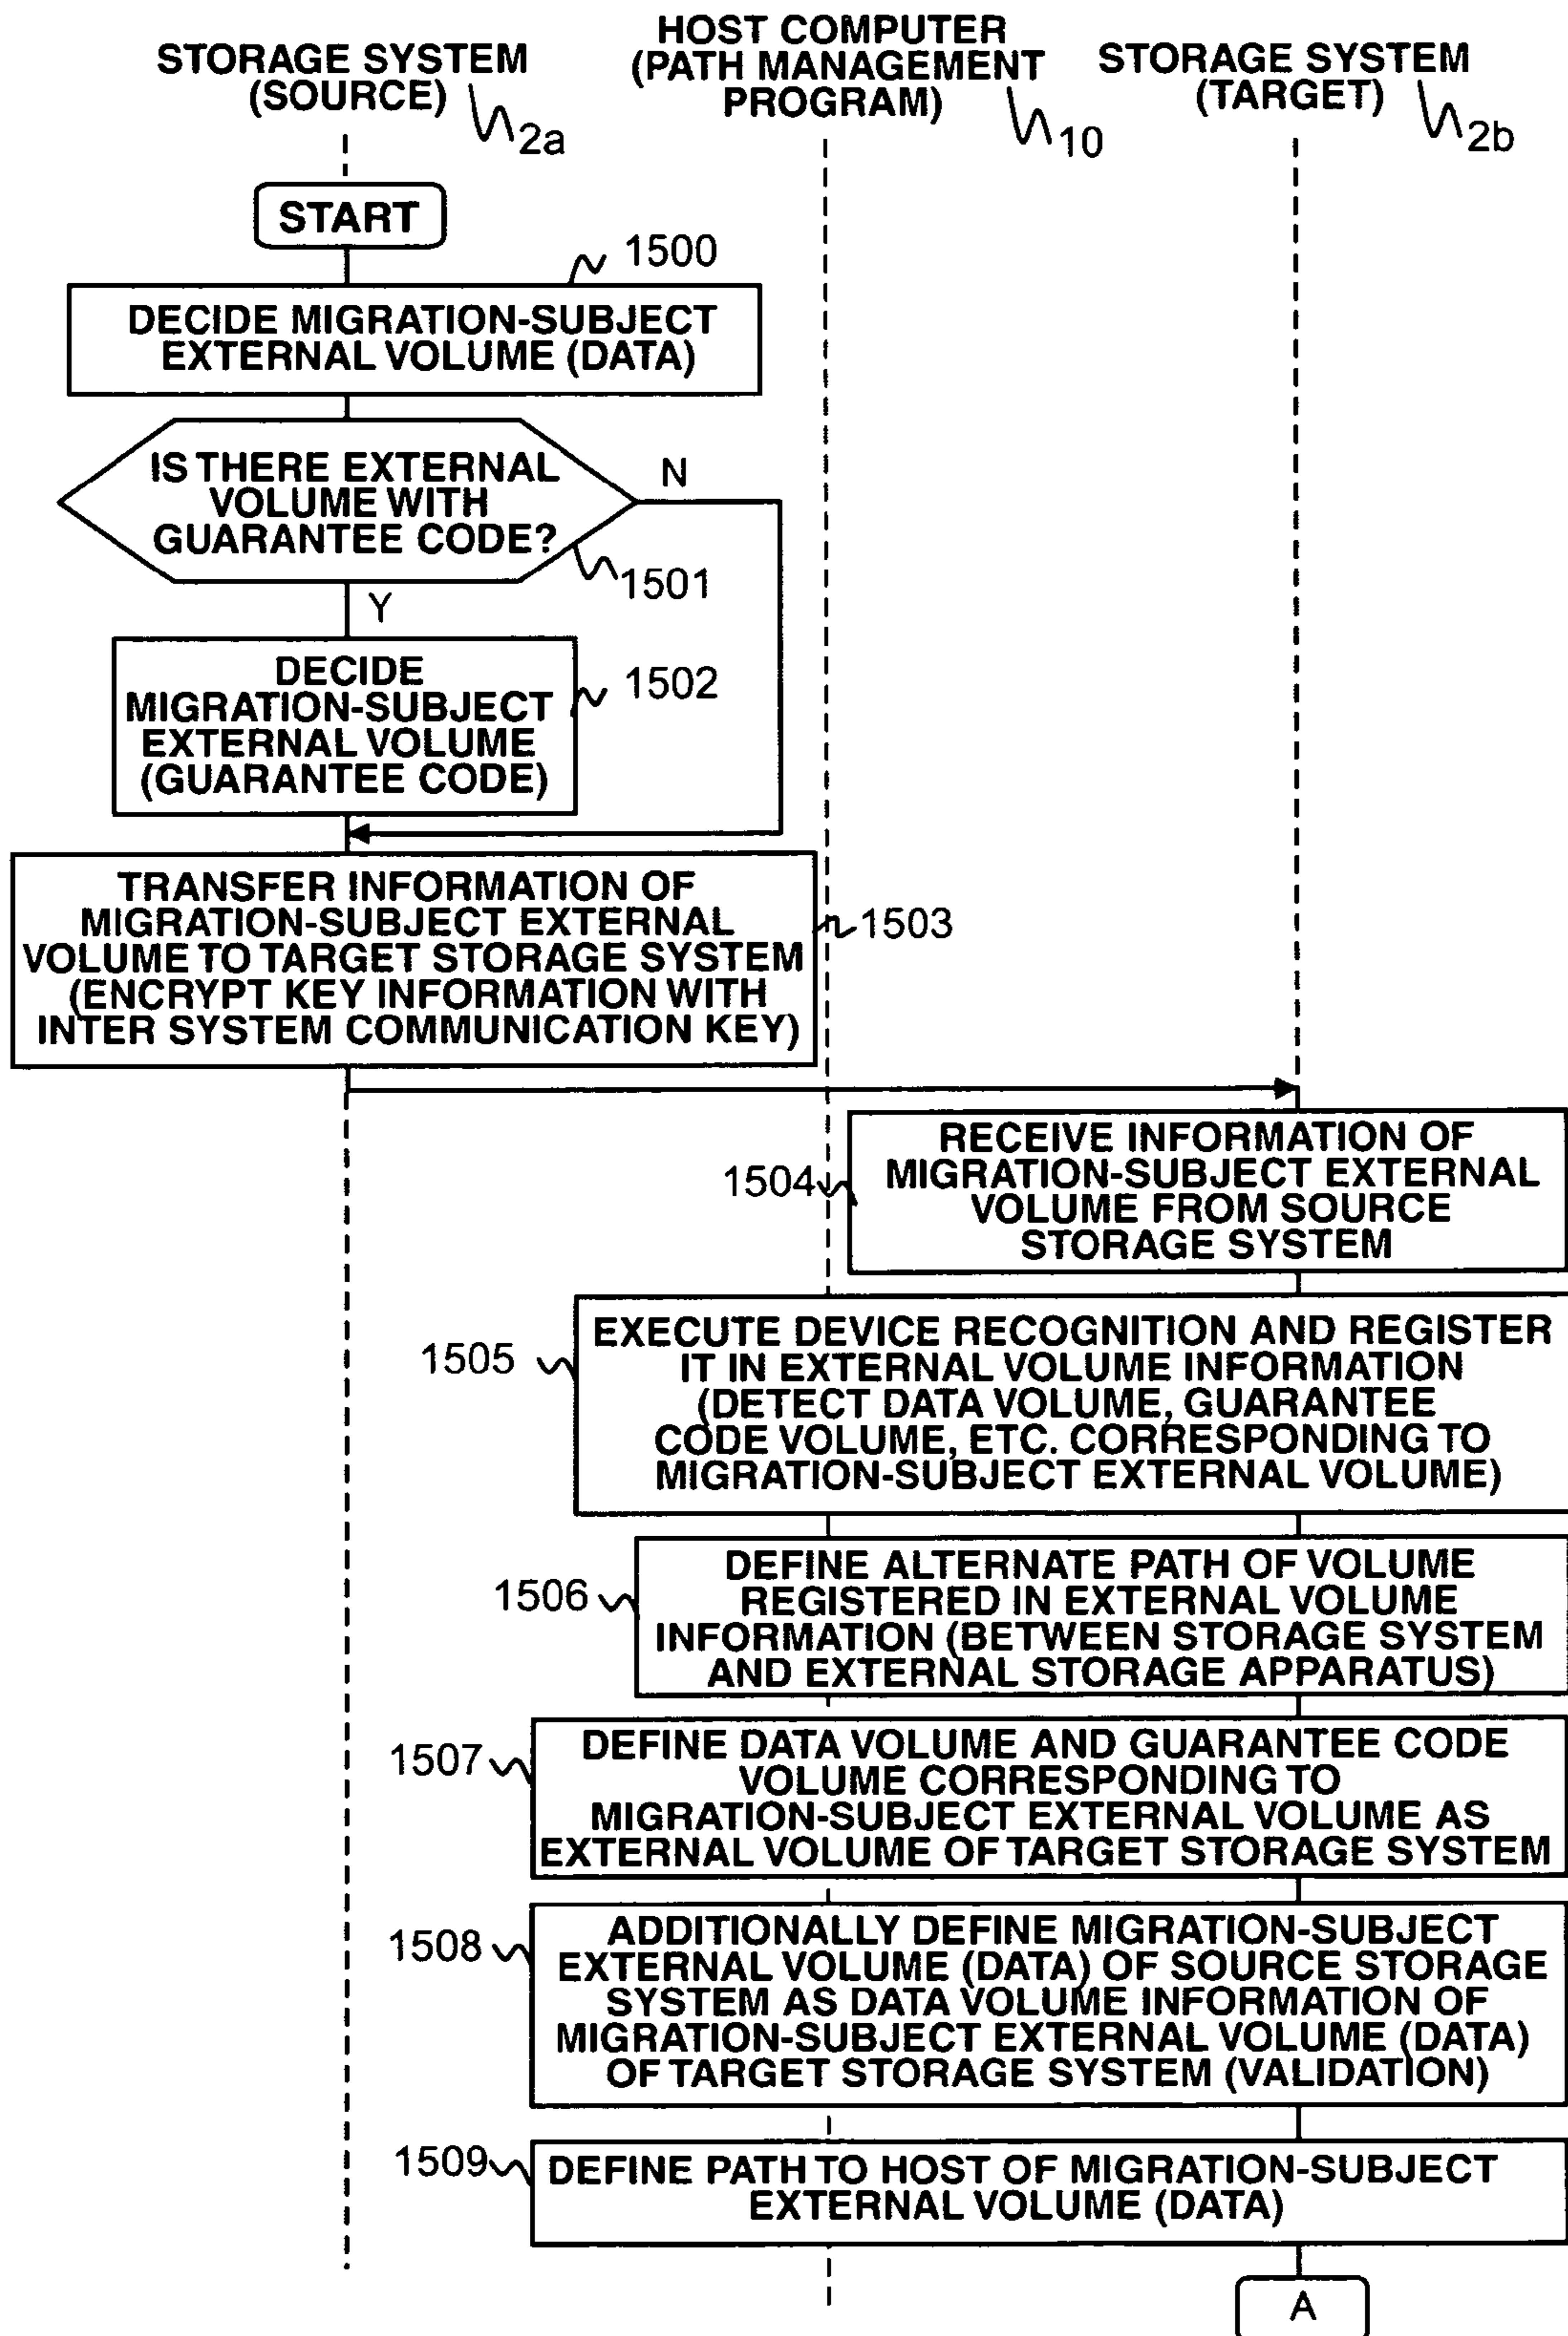 STORAGE SYSTEM
(SOURCE)
2a
HOST COMPUTER
(PATH MANAGEMENT
PROGRAM)
10
STORAGE SYSTEM
(TARGET)
2b
START
1500
DECIDE MIGRATION-SUBJECT
EXTERNAL VOLUME (DATA)
IS THERE EXTERNAL
VOLUME WITH
GUARANTEE CODE?
N
1501
Y
DECIDE
MIGRATION-SUBJECT
EXTERNAL VOLUME
(GUARANTEE CODE)
1502
TRANSFER INFORMATION OF
MIGRATION-SUBJECT EXTERNAL
VOLUME TO TARGET STORAGE SYSTEM
(ENCRYPT KEY INFORMATION WITH
INTER SYSTEM COMMUNICATION KEY)
1503
1504
RECEIVE INFORMATION OF
MIGRATION-SUBJECT EXTERNAL
VOLUME FROM SOURCE
STORAGE SYSTEM
1505
EXECUTE DEVICE RECOGNITION AND REGISTER
IT IN EXTERNAL VOLUME INFORMATION
(DETECT DATA VOLUME, GUARANTEE
CODE VOLUME, ETC. CORRESPONDING TO
MIGRATION-SUBJECT EXTERNAL VOLUME)
1506
DEFINE ALTERNATE PATH OF VOLUME
REGISTERED IN EXTERNAL VOLUME
INFORMATION (BETWEEN STORAGE SYSTEM
AND EXTERNAL STORAGE APPARATUS)
1507
DEFINE DATA VOLUME AND GUARANTEE CODE
VOLUME CORRESPONDING TO
MIGRATION-SUBJECT EXTERNAL VOLUME AS
EXTERNAL VOLUME OF TARGET STORAGE SYSTEM
1508
ADDITIONALLY DEFINE MIGRATION-SUBJECT
EXTERNAL VOLUME (DATA) OF SOURCE STORAGE
SYSTEM AS DATA VOLUME INFORMATION OF
MIGRATION-SUBJECT EXTERNAL VOLUME (DATA)
OF TARGET STORAGE SYSTEM (VALIDATION)
1509
DEFINE PATH TO HOST OF MIGRATION-SUBJECT
EXTERNAL VOLUME (DATA)
A